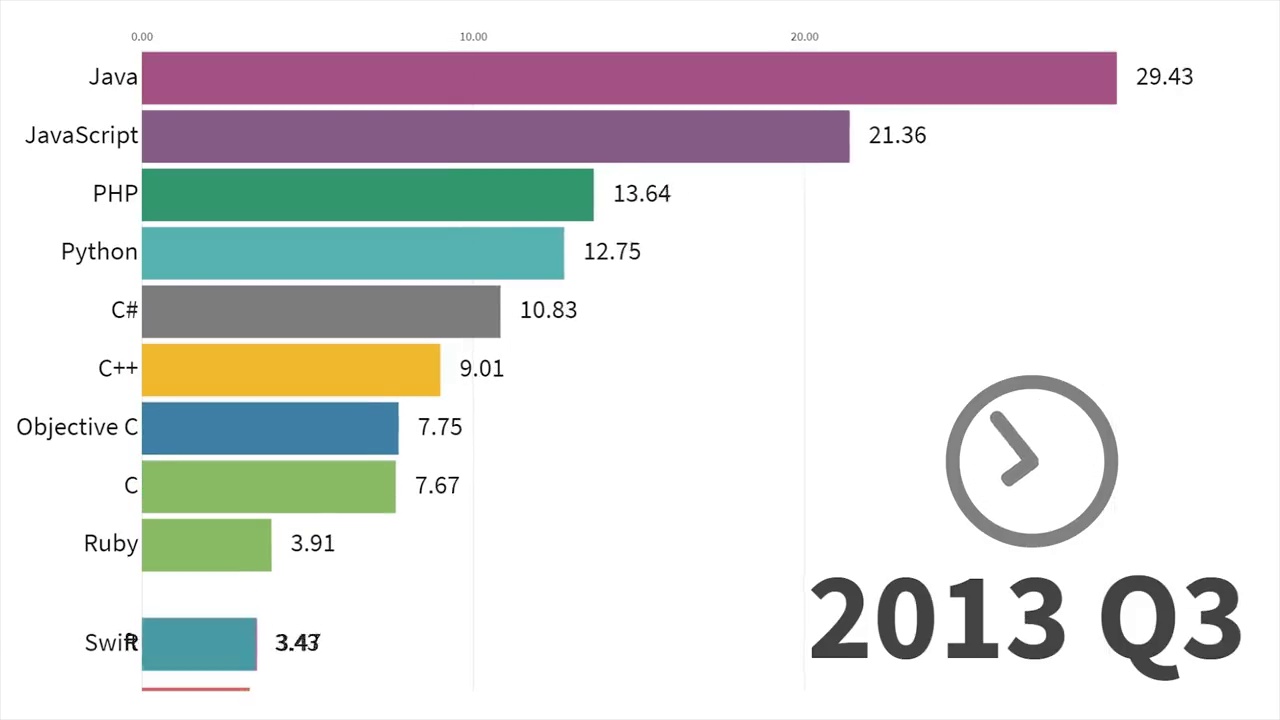 0.00 10.00 20.00
Java 29.43
JavaScript 21.36
PHP 13.64
Python 12.75
C# 10.83
C++ 9.01
Objective C 7.75
C 7.67
Ruby 3.91
2013 Q3